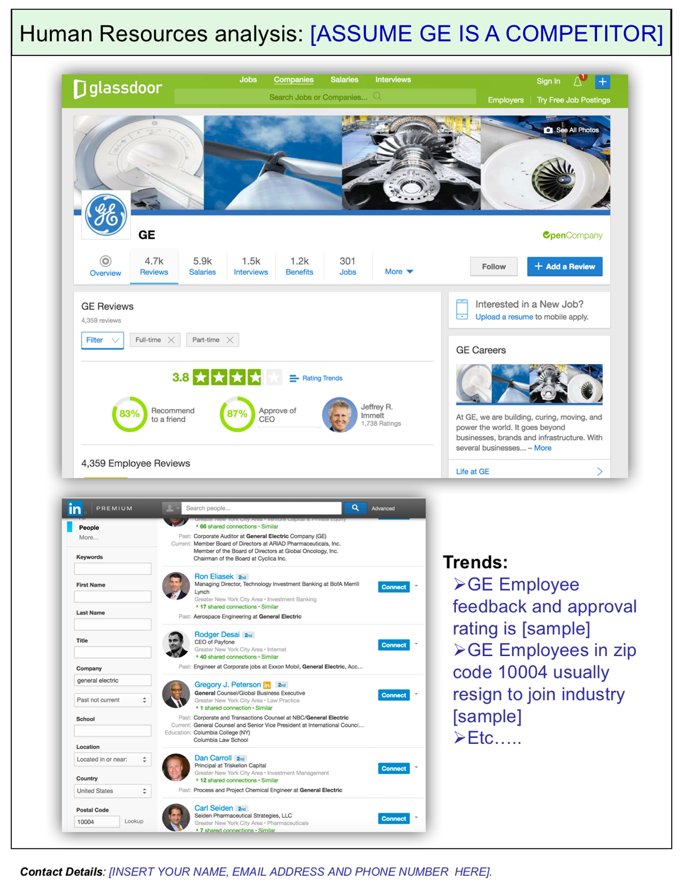 Human Resources analysis: [ASSUME GE IS A COMPETITOR]
glassdoor
Jobs Companies Salaries Interviews
Sign In 1 +
Search Jobs or Companies...
Employers | Try Free Job Postings
See All Photos
GE
OpenCompany
Overview
4.7k Reviews
5.9k Salaries
1.5k Interviews
1.2k Benefits
301 Jobs
More
Follow
+ Add a Review
GE Reviews
4,359 reviews
Filter Full-time Part-time
3.8 Rating Trends
83% Recommend to a friend
87% Approve of CEO
Jeffrey R. Immelt
1,738 Ratings
4,359 Employee Reviews
Interested in a New Job?
Upload a resume to mobile apply.
GE Careers
At GE, we are building, curing, moving, and
power the world. It goes beyond
businesses, brands and infrastructure. With
several businesses... – More
Life at GE
in PREMIUM Search people... Advanced
People
More...
Keywords
First Name
Last Name
Title
Company
general electric
Past not current
School
Location
Located in or near:
Country
United States
Postal Code
10004 Lookup
66 shared connections • Similar
Past: Corporate Auditor at General Electric Company (GE)
Current: Member Board of Directors at ARIAD Pharmaceuticals, Inc.
Member of the Board of Directors at Global Oncology, Inc.
Chairman of the Board at Cyclica Inc.
Ron Eliasek 2nd
Managing Director, Technology Investment Banking at BofA Merrill
Lynch
Greater New York City Area • Investment Banking
17 shared connections • Similar
Past: Aerospace Engineering at General Electric
Connect
Rodger Desai 2nd
CEO of Payfone
Greater New York City Area • Internet
40 shared connections • Similar
Past: Engineer at Corporate jobs at Exxon Mobil, General Electric, Acc...
Connect
Gregory J. Peterson in 2nd
General Counsel/Global Business Executive
Greater New York City Area • Law Practice
1 shared connection • Similar
Past: Corporate and Transactions Counsel at NBC/General Electric
Current: General Counsel and Senior Vice President at International Counci...
Education: Columbia College (NY)
Columbia Law School
Connect
Dan Carroll 2nd
Principal at Triskelion Capital
Greater New York City Area • Investment Management
12 shared connections • Similar
Past: Process and Project Chemical Engineer at General Electric
Connect
Carl Seiden 2nd
Seiden Pharmaceutical Strategies, LLC
Greater New York City Area • Pharmaceuticals
7 shared connections • Similar
Connect
Trends:
➢GE Employee
feedback and approval
rating is [sample]
➢GE Employees in zip
code 10004 usually
resign to join industry
[sample]
➢Etc…..
Contact Details: [INSERT YOUR NAME, EMAIL ADDRESS AND PHONE NUMBER HERE].